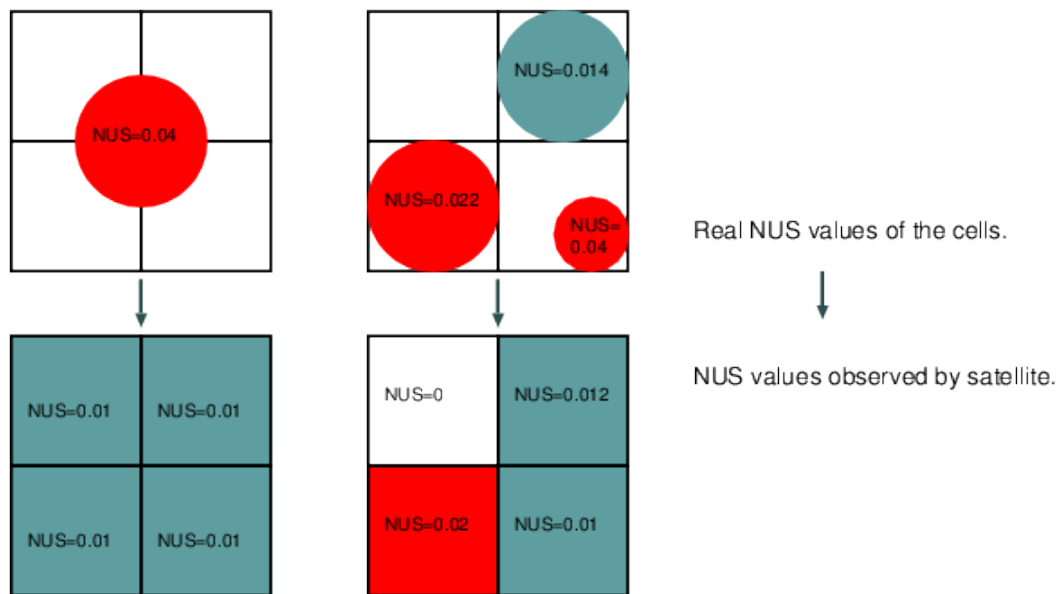 NUS=0.04
NUS=0.014
NUS=0.022
NUS=
0.04
Real NUS values of the cells.
NUS=0.01
NUS=0.01
NUS=0.01
NUS=0.01
NUS=0
NUS=0.012
NUS=0.02
NUS=0.01
NUS values observed by satellite.